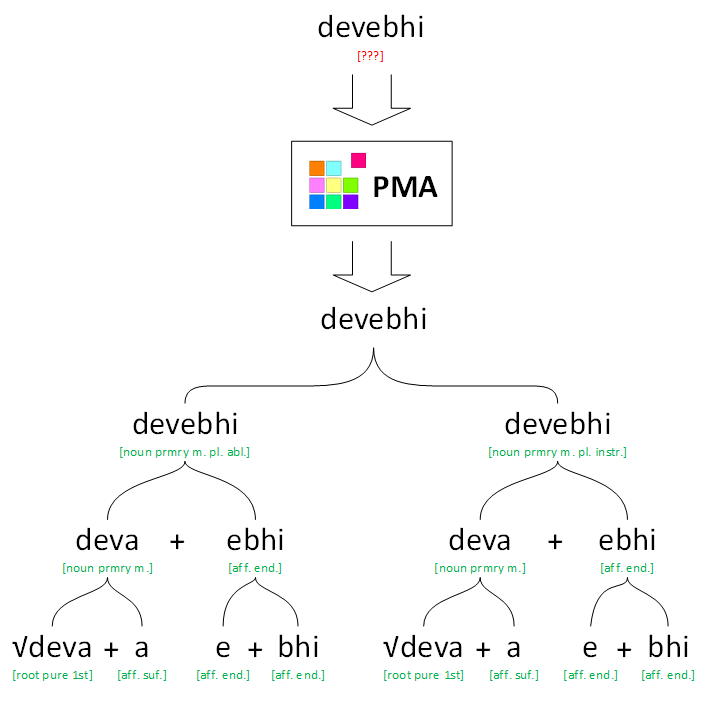 devebhi
[???]
PMA
devebhi
devebhi devebhi
[noun prmry m. pl. abl.] [noun prmry m. pl. instr.]
deva + ebhi deva + ebhi
[noun prmry m.] [aff. end.] [noun prmry m.] [aff. end.]
√deva + a e + bhi √deva + a e + bhi
[root pure 1st] [aff. suf.] [aff. end.] [aff. end.] [root pure 1st] [aff. suf.] [aff. end.] [aff. end.]